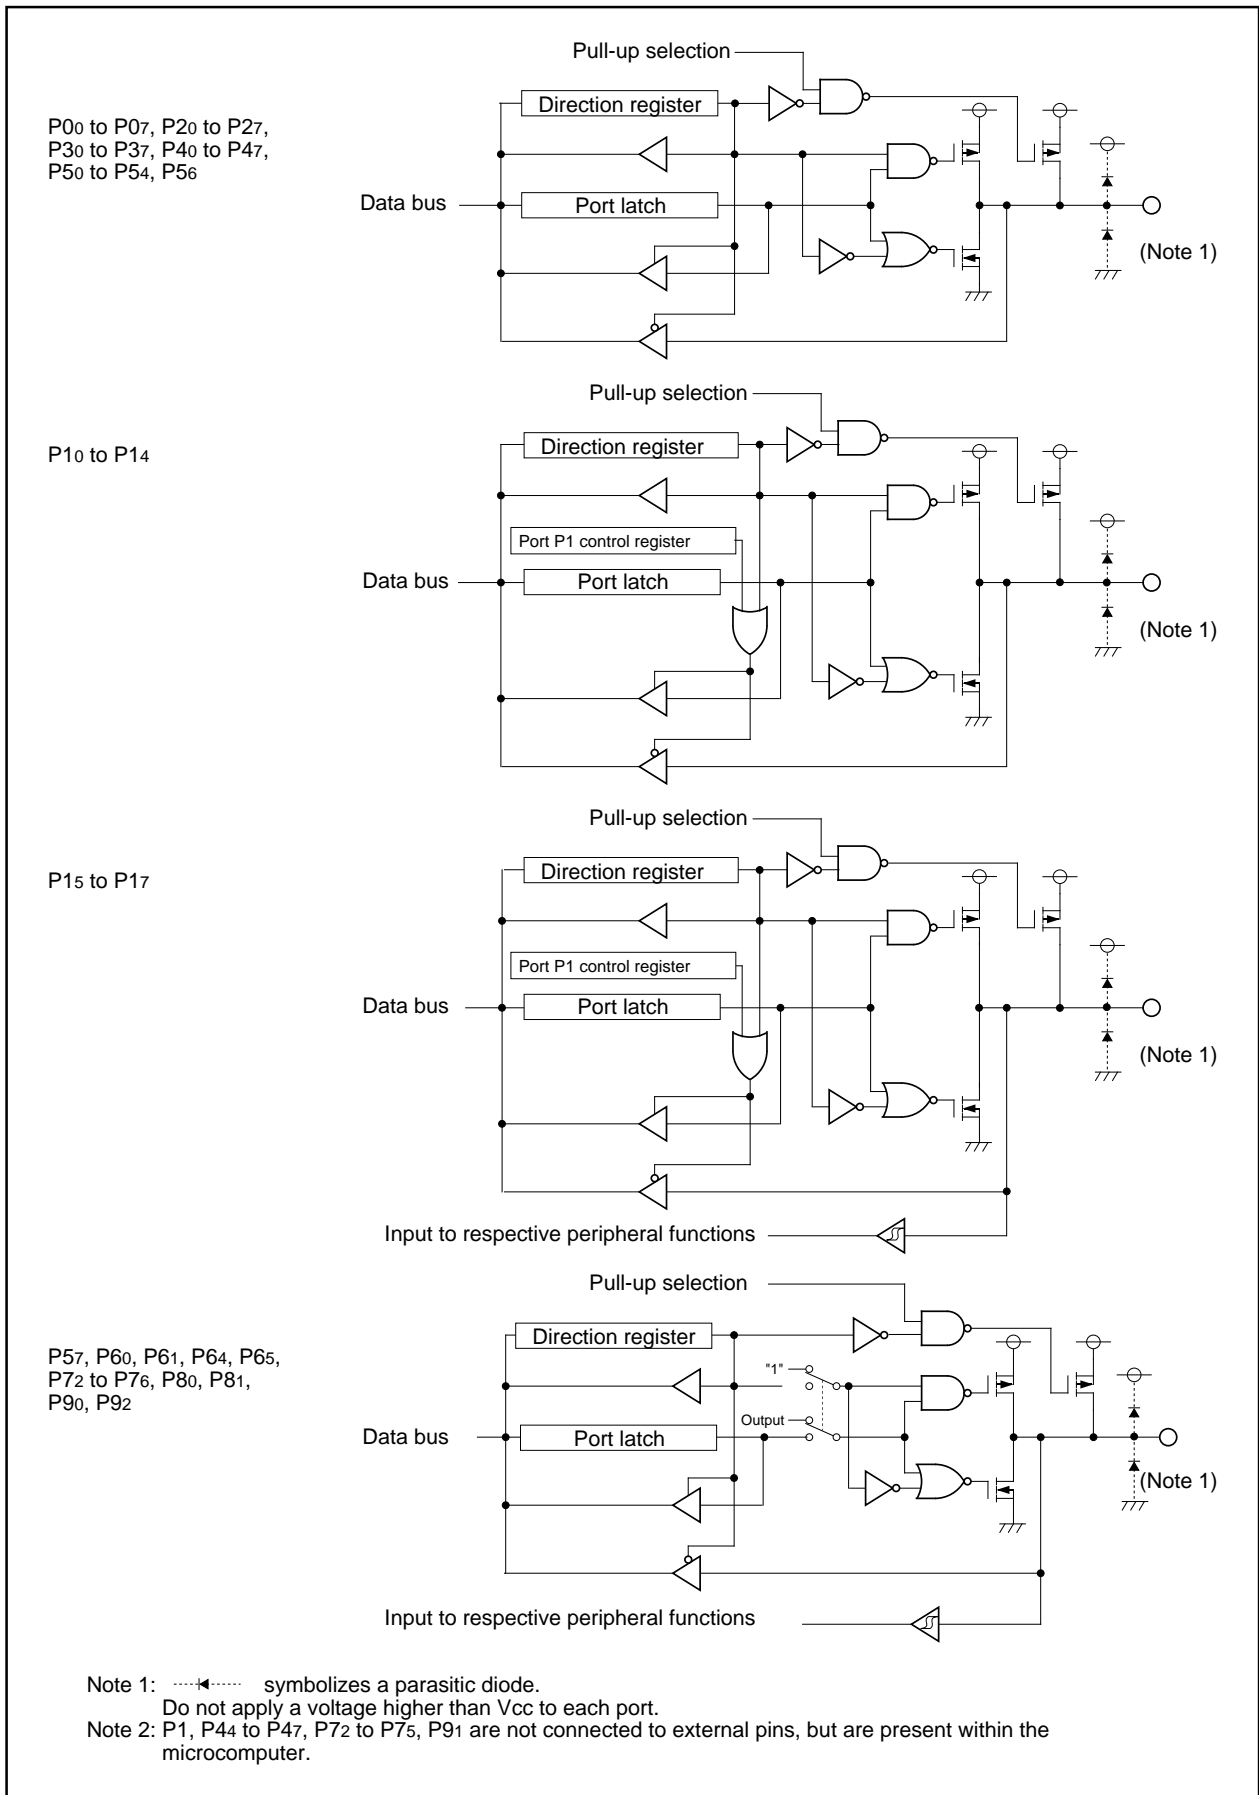 Pull-up selection
Direction register
P00 to P07, P20 to P27,
P30 to P37, P40 to P47,
P50 to P54, P56
Data bus
Port latch
(Note 1)
Pull-up selection
Direction register
P10 to P14
Port P1 control register
Data bus
Port latch
(Note 1)
Pull-up selection
Direction register
P15 to P17
Port P1 control register
Data bus
Port latch
(Note 1)
Input to respective peripheral functions
Pull-up selection
Direction register
P57, P60, P61, P64, P65,
P72 to P76, P80, P81,
P90, P92
"1"
Output
Data bus
Port latch
(Note 1)
Input to respective peripheral functions
Note 1: symbolizes a parasitic diode.
Do not apply a voltage higher than Vcc to each port.
Note 2: P1, P44 to P47, P72 to P75, P91 are not connected to external pins, but are present within the
microcomputer.